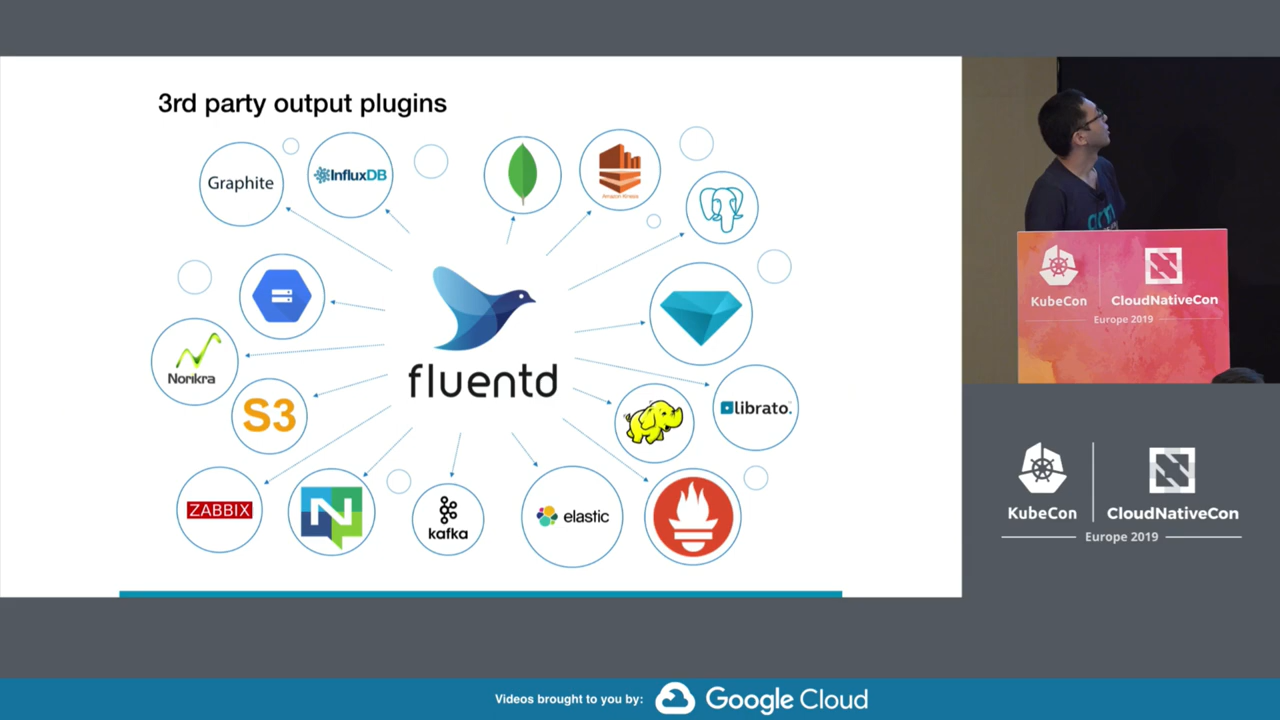 3rd party output plugins
Graphite
InfluxDB
Amazon Kinesis
Norikra
S3
fluentd
librato.
ZABBIX
N
kafka
elastic
KubeCon
CloudNativeCon
Europe 2019
KubeCon
CloudNativeCon
Europe 2019
Videos brought to you by:
Google Cloud